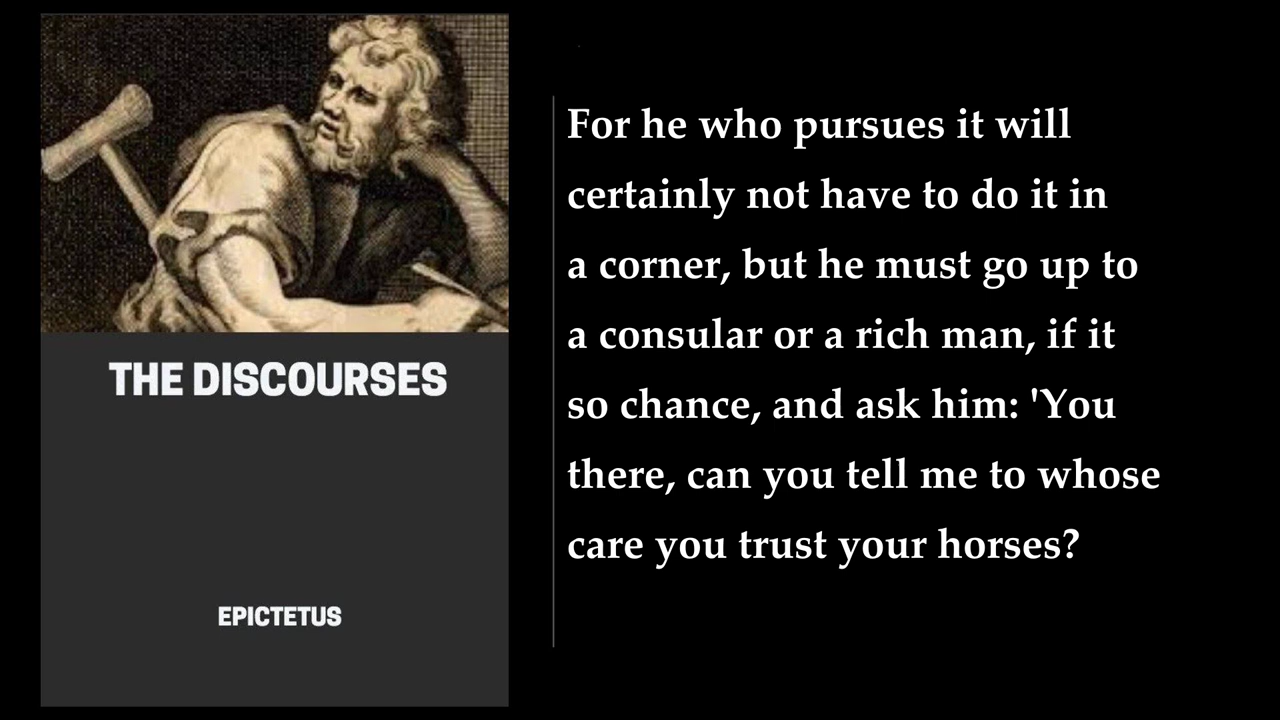 THE DISCOURSES
EPICTETUS
For he who pursues it will
certainly not have to do it in
a corner, but he must go up to
a consular or a rich man, if it
so chance, and ask him: 'You
there, can you tell me to whose
care you trust your horses?